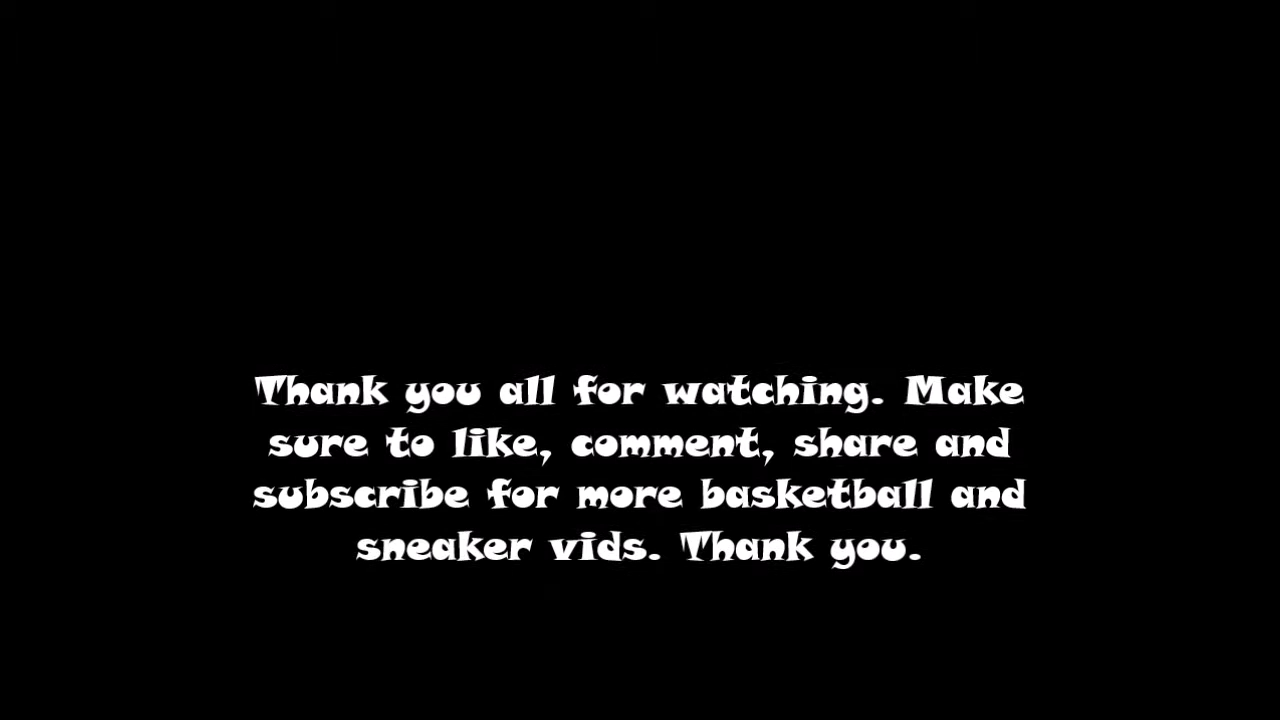 Thank you all for watching. Make
sure to like, comment, share and
subscribe for more basketball and
sneaker vids. Thank you.